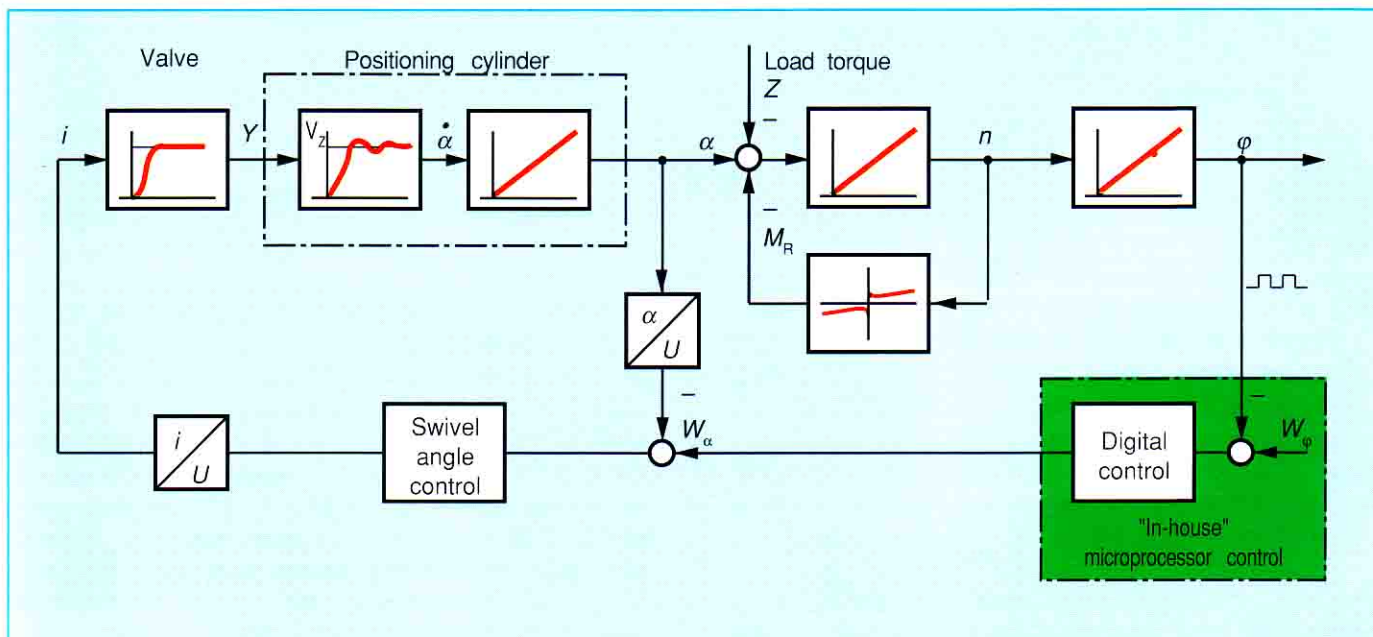 Valve
Positioning cylinder
Load torque
Z
–
i
Y
V_Z
α̇
α
n
φ
–
M_R
α
U
–
W_α
–
W_φ
i
U
Swivel
angle
control
Digital
control
"In-house"
microprocessor control